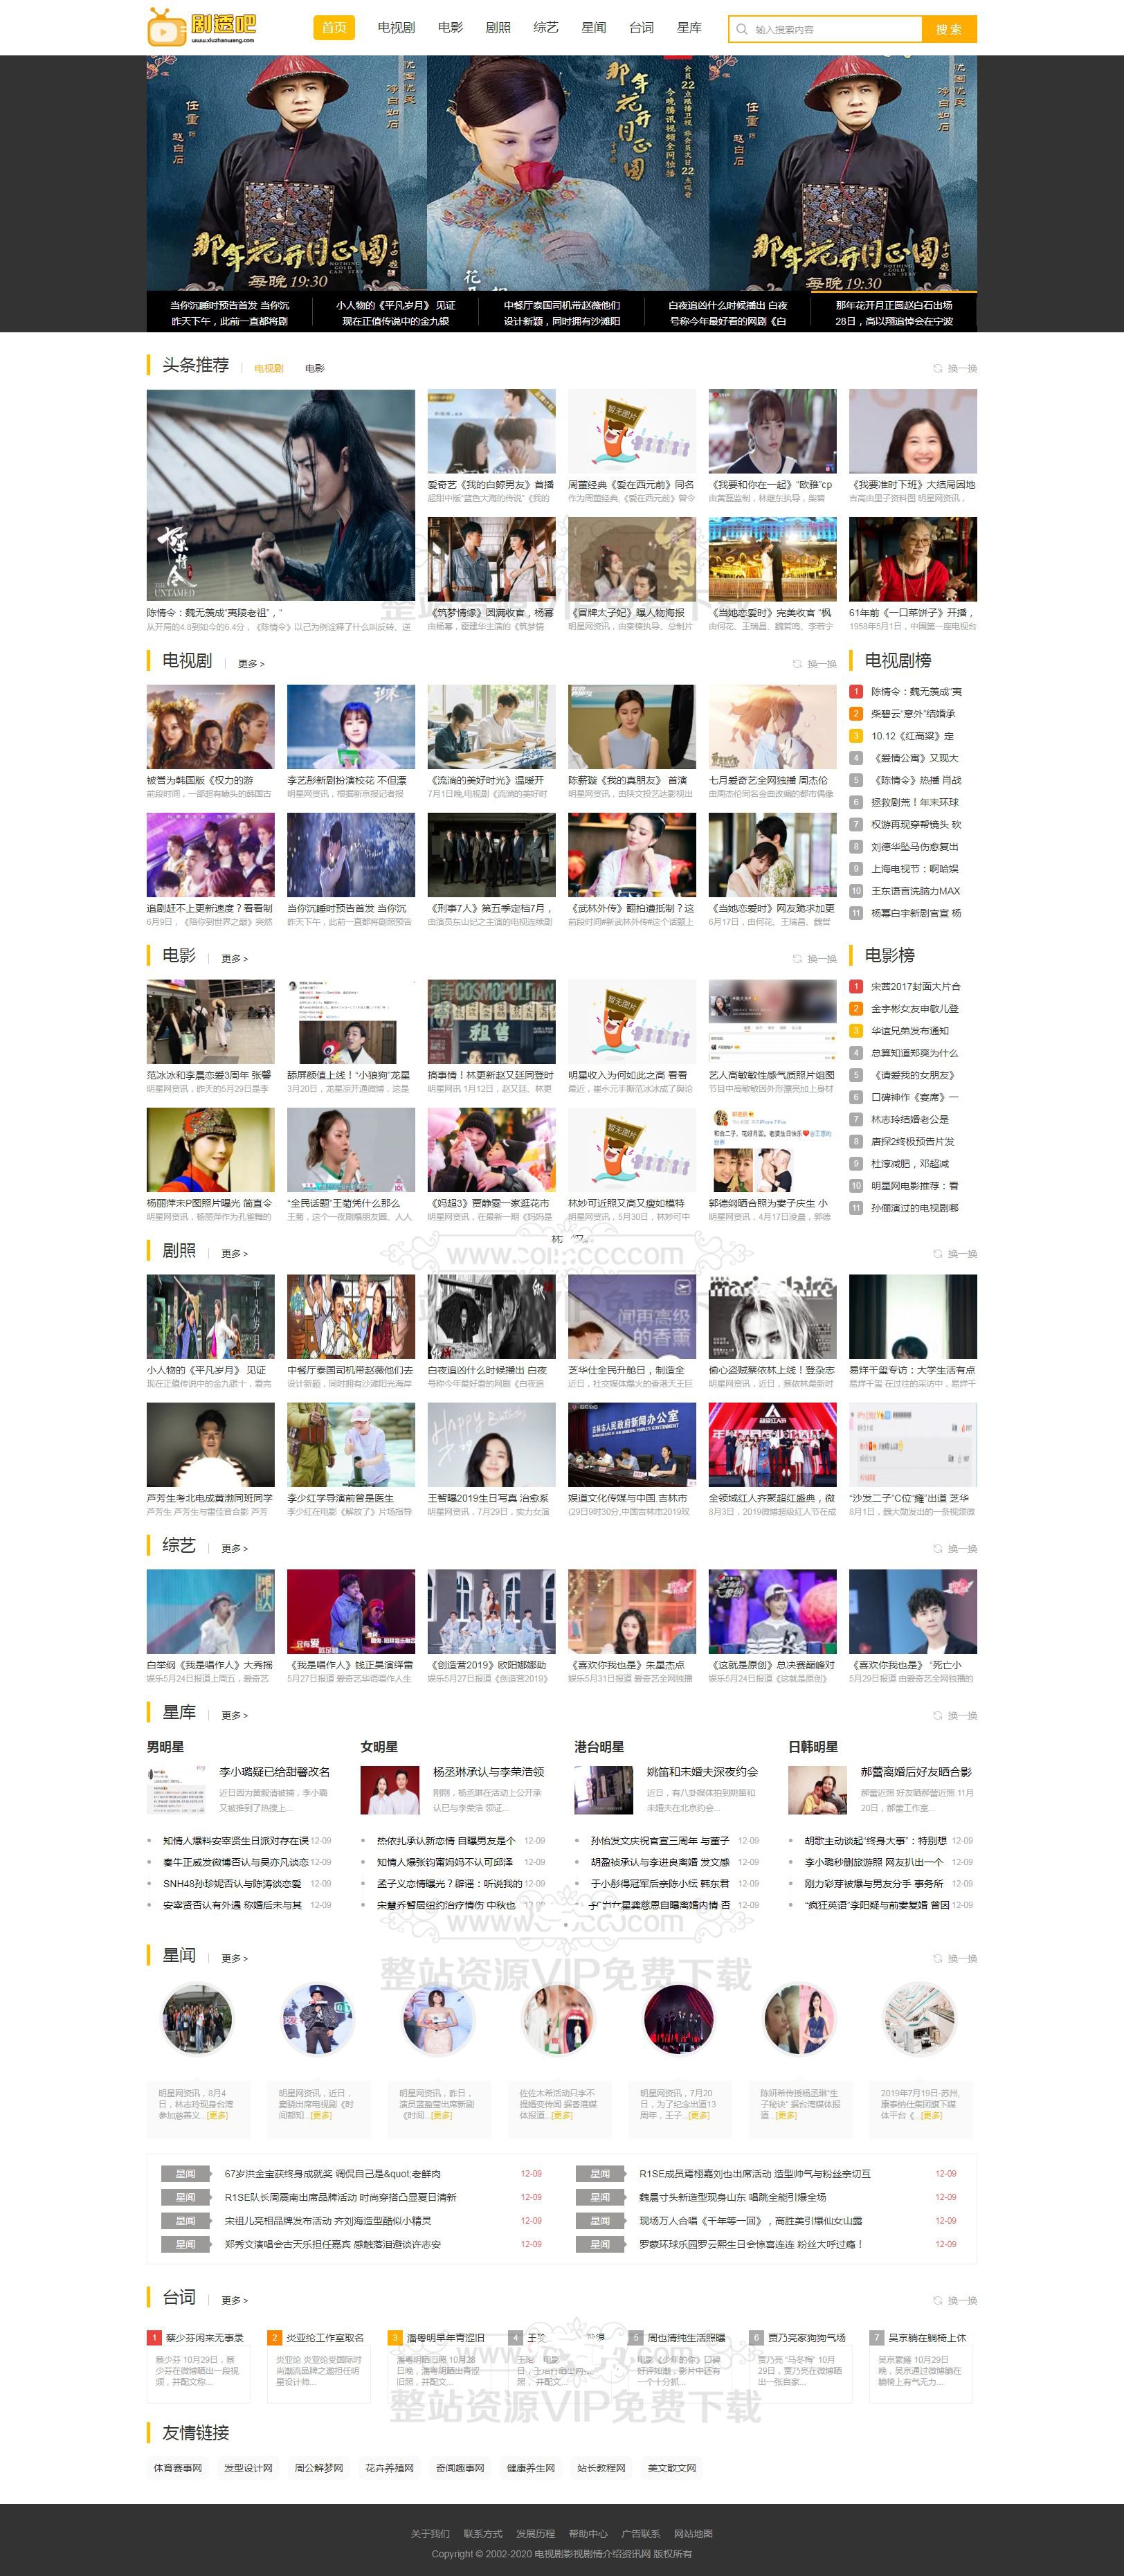 剧透吧
www.xiuzhanwang.com
首页 电视剧 电影 剧照 综艺 星闻 台词 星库
输入搜索内容
搜 索
任重 饰 赵白石
那年花开月正圆
NOTHING GOLD CAN STAY
每晚 19:30
当你沉睡时预告首发 当你沉
昨天下午，此前一直都将剧
小人物的《平凡岁月》 见证
现在正值传说中的金九银
中餐厅泰国司机带赵薇他们
设计新颖，同时拥有沙滩阳
白夜追凶什么时候播出 白夜
号称今年最好看的网剧《白
那年花开月正圆赵白石出场
28日，高以翔追悼会在宁波
头条推荐 电视剧 电影 换一换
陈情令
THE UNTAMED
陈情令：魏无羡成“夷陵老祖”，“
从开局的4.8到如今的6.4分，《陈情令》以己为例诠释了什么叫反转、逆
爱奇艺《我的白鲸男友》首播
超甜中版“蓝色大海的传说”《我的
暂无图片
周董经典《爱在西元前》同名
作为周董经典,《爱在西元前》曾令
《我要和你在一起》“欧雅”cp
由黄磊监制，林继东执导，柴碧
《我要准时下班》大结局因地
吉高由里子资料图 明星网资讯，
《筑梦情缘》圆满收官，杨幂
由杨幂，霍建华主演的《筑梦情
《冒牌太子妃》曝人物海报
明星网资讯，由秦榛执导、总制片
《当她恋爱时》完美收官 “枫
由何花、王瑞昌、魏哲鸣、李若宁
61年前《一口菜饼子》开播，
1958年5月1日，中国第一座电视台
电视剧 更多 > 换一换
被誉为韩国版《权力的游
前段时间，一部超有噱头的韩国古
李艺彤新剧扮演校花 不但漂
明星网资讯，根据新京报记者报
《流淌的美好时光》温暖开
7月1日晚,电视剧《流淌的美好时
陈薪璇《我的真朋友》 首演
明星网资讯，由陕文投艺达影视出
七月爱奇艺全网独播 周杰伦
由周杰伦同名金曲改编的都市偶像
追剧赶不上更新速度？看看制
6月9日，《陪你到世界之巅》突然
当你沉睡时预告首发 当你沉
昨天下午，此前一直都将剧照预告
《刑事7人》第五季定档7月，
由演员东山纪之主演的电视连续剧
《武林外传》翻拍遭抵制？这
前段时间#新武林外传#这个话题上
《当她恋爱时》网友跪求加更
6月17日，由何花、王瑞昌、魏哲
电视剧榜
1 陈情令：魏无羡成“夷
2 柴碧云“意外”结婚承
3 10.12《红高粱》定
4 《爱情公寓》又现大
5 《陈情令》热播 肖战
6 拯救剧荒！年末环球
7 权游再现穿帮镜头 砍
8 刘德华坠马伤愈复出
9 上海电视节：啊哈娱
10 王东语言洗脑力MAX
11 杨幂白宇新剧官宣 杨
电影 更多 > 换一换
范冰冰和李晨恋爱3周年 张馨
明星网资讯，昨天的5月29日是李
舔屏颜值上线！“小狼狗”龙星
3月20日，龙星凉开通微博，这是
搞事情！林更新赵又廷同登时
明星网讯 1月12日，赵又廷、林更
暂无图片
明星收入为何如此之高 看看
最近，崔永元手撕范冰冰成了舆论
艺人高敏敏性感气质照片组图
节目中高敏敏因外形漂亮加上身材
杨丽萍未P图照片曝光 简直令
明星网资讯，杨丽萍作为孔雀舞的
“全民话题”王菊凭什么那么
王菊，这个一夜刷爆朋友圈、人人
《妈超3》贾静雯一家逛花市
明星网资讯，在最新一期《妈妈是
暂无图片
林妙可近照又高又瘦如模特
明星网资讯，5月30日，林妙可中
郭德纲晒合照为妻子庆生 小
明星网资讯，4月17日凌晨，郭德
电影榜
1 宋茜2017封面大片合
2 金宇彬女友申敏儿登
3 华谊兄弟发布通知
4 总算知道郑爽为什么
5 《请爱我的女朋友》
6 口碑神作《宴席》一
7 林志玲结婚老公是
8 唐探2终极预告片发
9 杜淳减肥，邓超减
10 明星网电影推荐：看
11 孙俪演过的电视剧哪
剧照 更多 > 换一换
小人物的《平凡岁月》 见证
现在正值传说中的金九银十，看完
中餐厅泰国司机带赵薇他们去
设计新颖，同时拥有沙滩阳光海岸
白夜追凶什么时候播出 白夜
号称今年最好看的网剧《白夜追
闻再高级的香薰
芝华仕全民升舱日，制造全
近日，社交媒体爆火的香港天王巨
marie claire
偷心盗贼蔡依林上线！登杂志
明星网资讯，近日，蔡依林最新时
易烊千玺专访：大学生活有点
易烊千玺 在过往的采访中，易烊千
芦芳生考北电成黄渤同班同学
芦芳生 芦芳生与雷佳音合影 芦芳
李少红学导演前曾是医生
李少红在电影《解放了》片场指导
Happy Birthday
王智曝2019生日写真 治愈系
明星网资讯，7月29日，实力女演
吉林市人民政府新闻办公室
娱道文化传媒与中国.吉林市
(29日9时30分,中国吉林市2019玫
全领域红人齐聚超红盛典，微
8月3日，2019微博超级红人节在成
“沙发二子”C位“瘫”出道 芝华
8月1日，魏大勋发出的一条视频微
综艺 更多 > 换一换
白举纲《我是唱作人》大秀摇
娱乐5月24日报道上周五，爱奇艺
《我是唱作人》钱正昊演绎雷
5月27日报道 爱奇艺华语唱作人生
《创造营2019》欧阳娜娜助
娱乐5月27日报道《创造营2019》
《喜欢你我也是》朱星杰点
娱乐5月31日报道 爱奇艺全网独播
《这就是原创》总决赛巅峰对
娱乐5月24日报道《这就是原创》
《喜欢你我也是》 “死亡小
5月29日报道 由爱奇艺全网独播的
星库 更多 > 换一换
男明星
李小璐疑已给甜馨改名
近日因为黄毅清被捕，李小璐
又被推到了热搜上...
知情人爆料安宰贤生日派对存在误 12-09
秦牛正威发微博否认与吴亦凡谈恋 12-09
SNH48孙珍妮否认与陈涛谈恋爱 12-09
安宰贤否认有外遇 称婚后未与其 12-09
女明星
杨丞琳承认与李荣浩领
刚刚，杨丞琳在活动上公开承
认已与李荣浩 领证...
热依扎承认新恋情 自曝男友是个 12-09
知情人爆张钧甯妈妈不认可邱泽 12-09
孟子义恋情曝光？辟谣：听说我的 12-09
宋慧乔暂居纽约治疗情伤 中秋也
港台明星
姚笛和未婚夫深夜约会
近日，有八卦媒体拍到姚笛和
未婚夫在北京约会...
孙怡发文庆祝官宣三周年 与董子 12-09
胡盈祯承认与李进良离婚 发文感 12-09
于小彤得冠军后亲陈小纭 韩东君 12-09
女星龚慈恩自曝离婚内情 否 12-09
日韩明星
郝蕾离婚后好友晒合影
郝蕾近照 好友晒郝蕾近照 11月
20日，郝蕾工作室...
胡歌主动谈起“终身大事”：特别想 12-09
李小璐秒删旅游照 网友扒出一个 12-09
刚力彩芽被爆与男友分手 事务所 12-09
“疯狂英语”李阳疑与前妻复婚 曾因 12-09
整站资源VIP免费下载
星闻 更多 > 换一换
明星网资讯，8月4
日，林志玲现身台湾
参加慈善义...[更多]
明星网资讯，近日，
窦骁出席电视剧《时
间都知...[更多]
明星网资讯，昨日，
演员蓝盈莹出席新剧
《时间...[更多]
佐佐木希活动只字不
提婚变传闻 据香港媒
体报道...[更多]
明星网资讯，7月20
日，为了纪念出道13
周年，王子...[更多]
陈妍希传授杨丞琳“生
子秘诀” 据台湾媒体报
道...[更多]
2019年7月19日-苏州,
康泰纳仕集团旗下媒
体平台《...[更多]
星闻 67岁洪金宝获终身成就奖 调侃自己是&quot;老鲜肉 12-09
星闻 R1SE成员焉栩嘉刘也出席活动 造型帅气与粉丝亲切互 12-09
星闻 R1SE队长周震南出席品牌活动 时尚穿搭凸显夏日清新 12-09
星闻 魏晨寸头新造型现身山东 唱跳全能引爆全场 12-09
星闻 宋祖儿亮相品牌发布活动 齐刘海造型酷似小精灵 12-09
星闻 现场万人合唱《千年等一回》，高胜美引爆仙女山露 12-09
星闻 郑秀文演唱会古天乐担任嘉宾 感触落泪避谈许志安 12-09
星闻 罗蒙环球乐园罗云熙生日会惊喜连连 粉丝大呼过瘾！ 12-09
台词 更多 > 换一换
1 蔡少芬闲来无事录
蔡少芬 10月29日，蔡
少芬在微博晒出一段视
频，并配文称...
2 炎亚纶工作室取名
炎亚纶 炎亚纶受国际时
尚潮流品牌之邀担任明
星设计师...
3 潘粤明早年青涩旧
潘粤明旧照 10月28
日晚，潘粤明晒出青涩
旧照，并配文...
4
5 周也清纯生活照曝
电影《少年的你》口碑
好评如潮，影片中还有
一个十分抓...
6 贾乃亮家狗狗气场
贾乃亮 “马冬梅” 10月
29日，贾乃亮在微博晒
出一张自家...
7 吴京躺在躺椅上休
吴京累瘫 10月29日
晚，吴京通过微博躺在
躺椅上有气无力...
整站资源VIP免费下载
友情链接
体育赛事网 发型设计网 周公解梦网 花卉养殖网 奇闻趣事网 健康养生网 站长教程网 美文散文网
关于我们 联系方式 发展历程 帮助中心 广告联系 网站地图
Copyright © 2002-2020 电视剧影视剧情介绍资讯网 版权所有